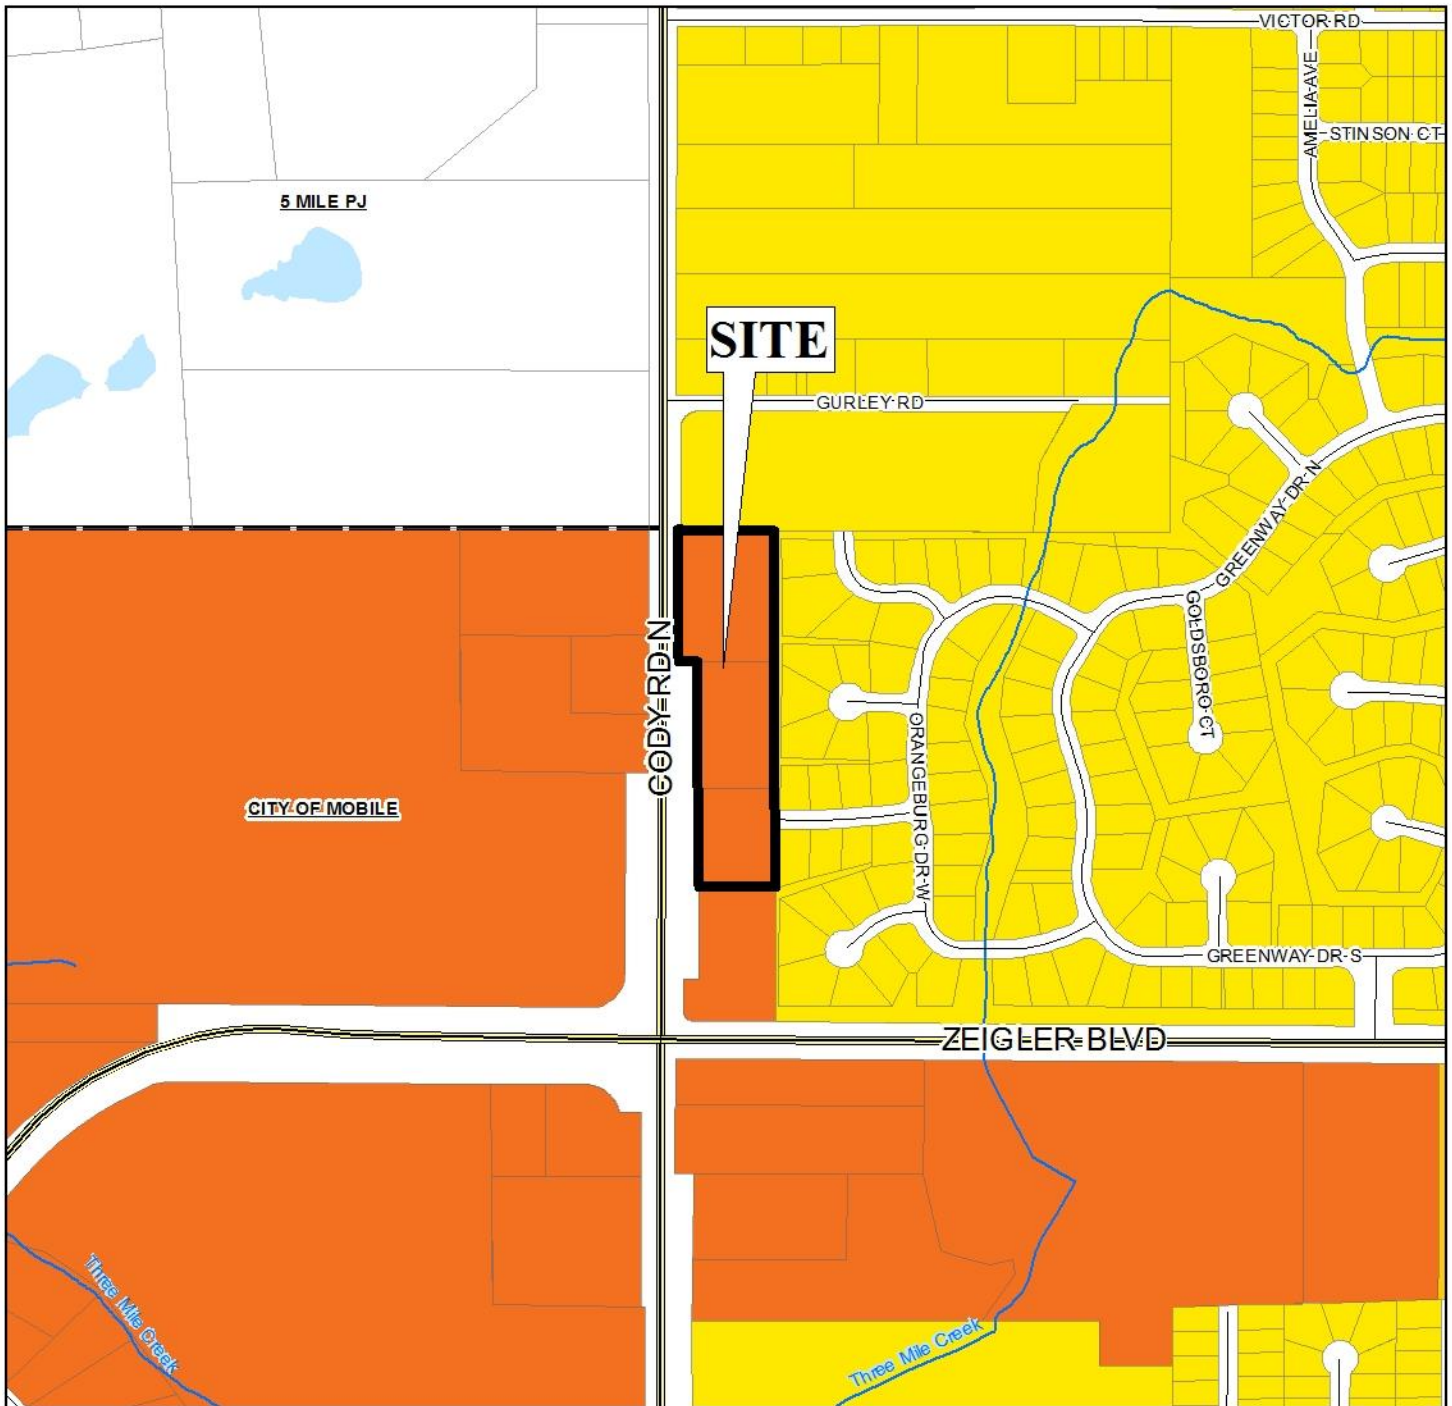 VICTOR RD
AMELIA AVE
STINSON CT
5 MILE PJ
SITE
GURLEY RD
GREENWAY DR N
GOLDSBORO CT
CODY RD N
ORANGEBURG DR W
CITY OF MOBILE
GREENWAY DR S
ZEIGLER BLVD
Three Mile Creek
Three Mile Creek